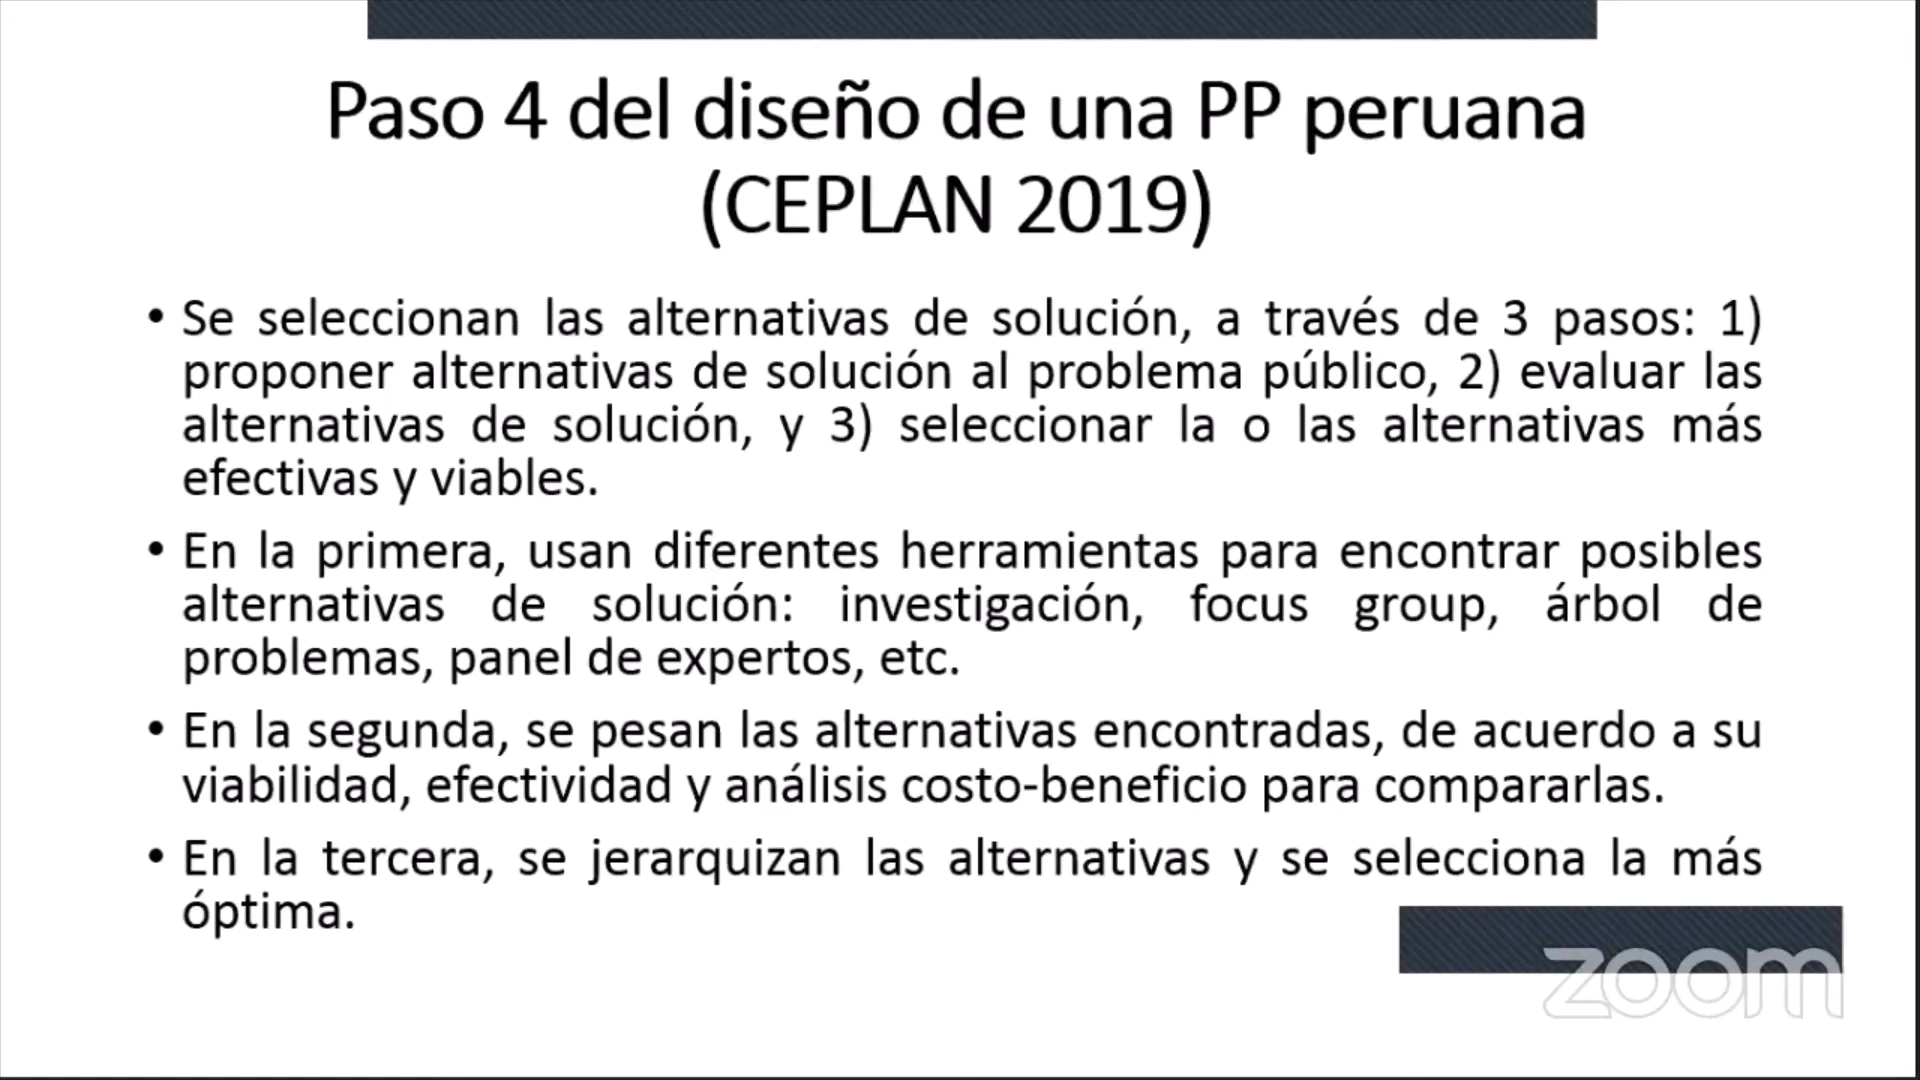 Paso 4 del diseño de una PP peruana
(CEPLAN 2019)
• Se seleccionan las alternativas de solución, a través de 3 pasos: 1)
proponer alternativas de solución al problema público, 2) evaluar las
alternativas de solución, y 3) seleccionar la o las alternativas más
efectivas y viables.
• En la primera, usan diferentes herramientas para encontrar posibles
alternativas de solución: investigación, focus group, árbol de
problemas, panel de expertos, etc.
• En la segunda, se pesan las alternativas encontradas, de acuerdo a su
viabilidad, efectividad y análisis costo-beneficio para compararlas.
• En la tercera, se jerarquizan las alternativas y se selecciona la más
óptima.
zoom